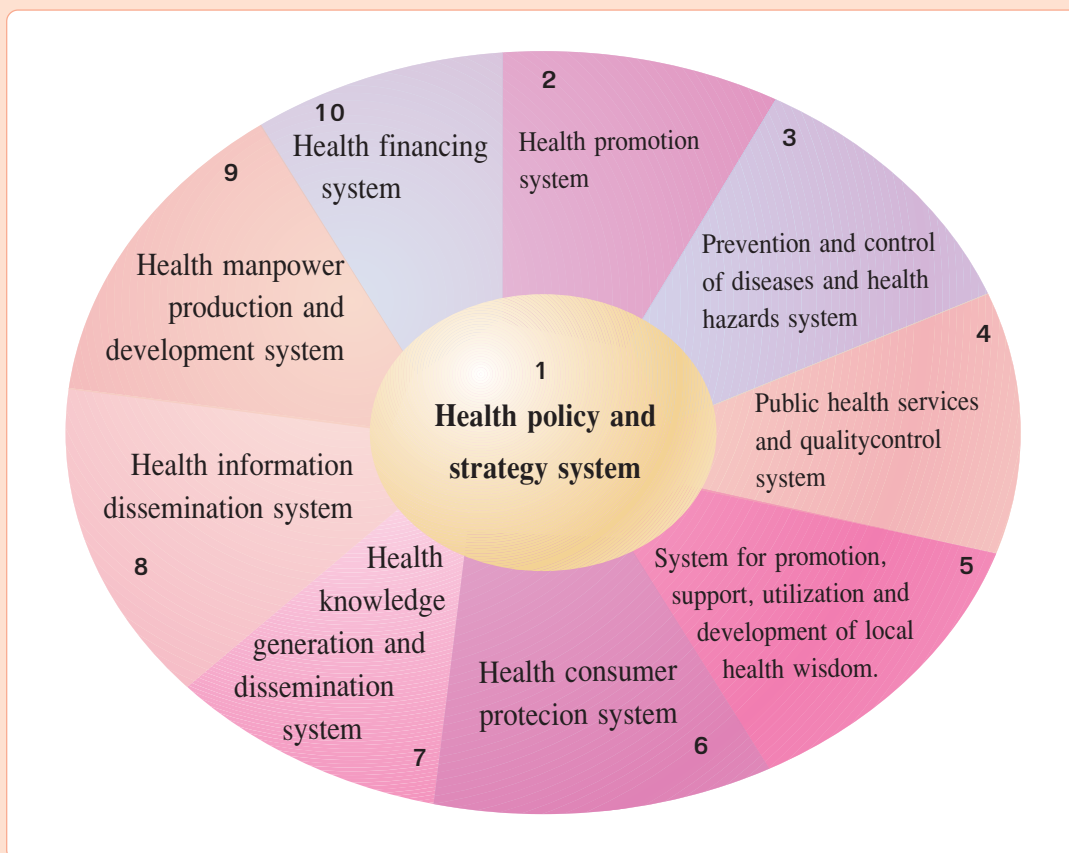 1
Health policy and
strategy system
2
Health promotion
system
3
Prevention and control
of diseases and health
hazards system
4
Public health services
and qualitycontrol
system
5
System for promotion,
support, utilization and
development of local
health wisdom.
6
Health consumer
protecion system
7
Health
knowledge
generation and
dissemination
system
8
Health information
dissemination system
9
Health manpower
production and
development system
10
Health financing
system